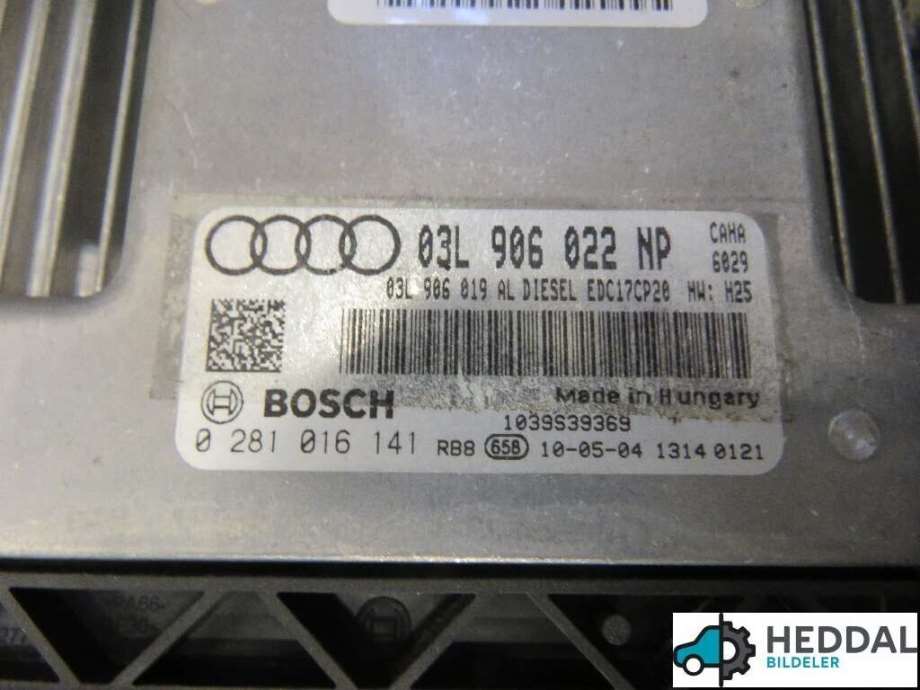 03L 906 022 NP
CAHA
6029
03L 906 019 AL DIESEL EDC17CP20 HW: H25
BOSCH
Made in Hungary
1039S39369
0 281 016 141 RB8 658 10-05-04 1314 0121
HEDDAL
BILDELER